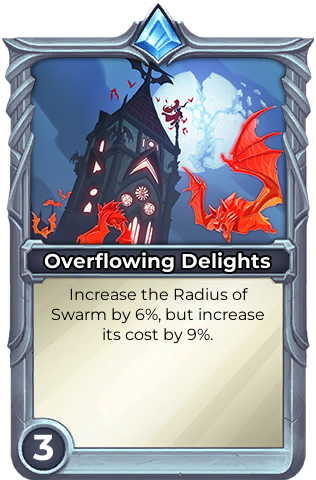 Overflowing Delights
Increase the Radius of
Swarm by 6%, but increase
its cost by 9%.
3